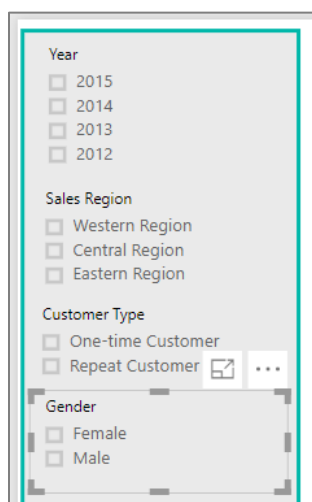 Year
2015
2014
2013
2012
Sales Region
Western Region
Central Region
Eastern Region
Customer Type
One-time Customer
Repeat Customer
Gender
Female
Male